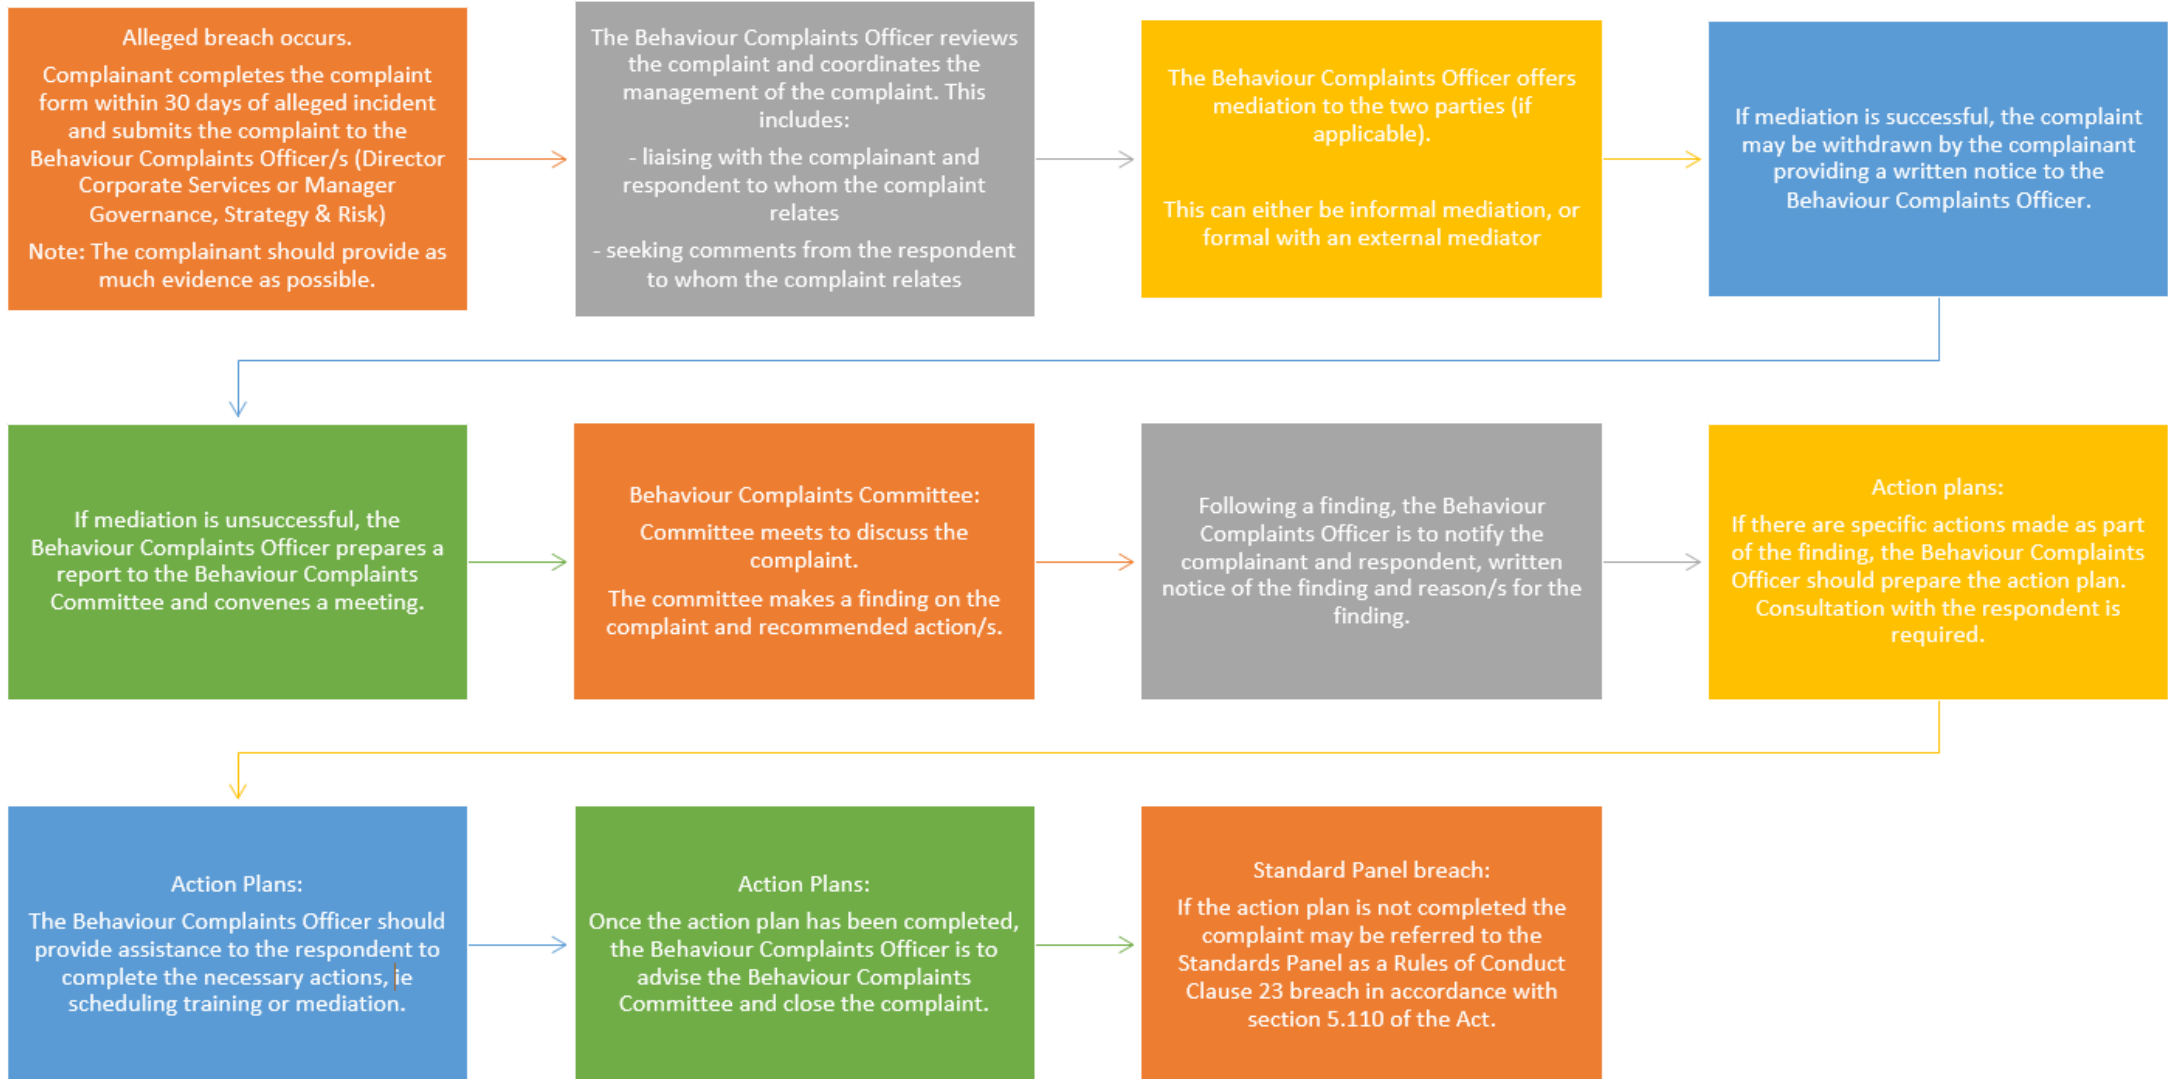 Alleged breach occurs.
Complainant completes the complaint
form within 30 days of alleged incident
and submits the complaint to the
Behaviour Complaints Officer/s (Director
Corporate Services or Manager
Governance, Strategy & Risk)
Note: The complainant should provide as
much evidence as possible.
The Behaviour Complaints Officer reviews
the complaint and coordinates the
management of the complaint. This
includes:
- liaising with the complainant and
respondent to whom the complaint
relates
- seeking comments from the respondent
to whom the complaint relates
The Behaviour Complaints Officer offers
mediation to the two parties (if
applicable).
This can either be informal mediation, or
formal with an external mediator
If mediation is successful, the complaint
may be withdrawn by the complainant
providing a written notice to the
Behaviour Complaints Officer.
If mediation is unsuccessful, the
Behaviour Complaints Officer prepares a
report to the Behaviour Complaints
Committee and convenes a meeting.
Behaviour Complaints Committee:
Committee meets to discuss the
complaint.
The committee makes a finding on the
complaint and recommended action/s.
Following a finding, the Behaviour
Complaints Officer is to notify the
complainant and respondent, written
notice of the finding and reason/s for the
finding.
Action plans:
If there are specific actions made as part
of the finding, the Behaviour Complaints
Officer should prepare the action plan.
Consultation with the respondent is
required.
Action Plans:
The Behaviour Complaints Officer should
provide assistance to the respondent to
complete the necessary actions, ie
scheduling training or mediation.
Action Plans:
Once the action plan has been completed,
the Behaviour Complaints Officer is to
advise the Behaviour Complaints
Committee and close the complaint.
Standard Panel breach:
If the action plan is not completed the
complaint may be referred to the
Standards Panel as a Rules of Conduct
Clause 23 breach in accordance with
section 5.110 of the Act.